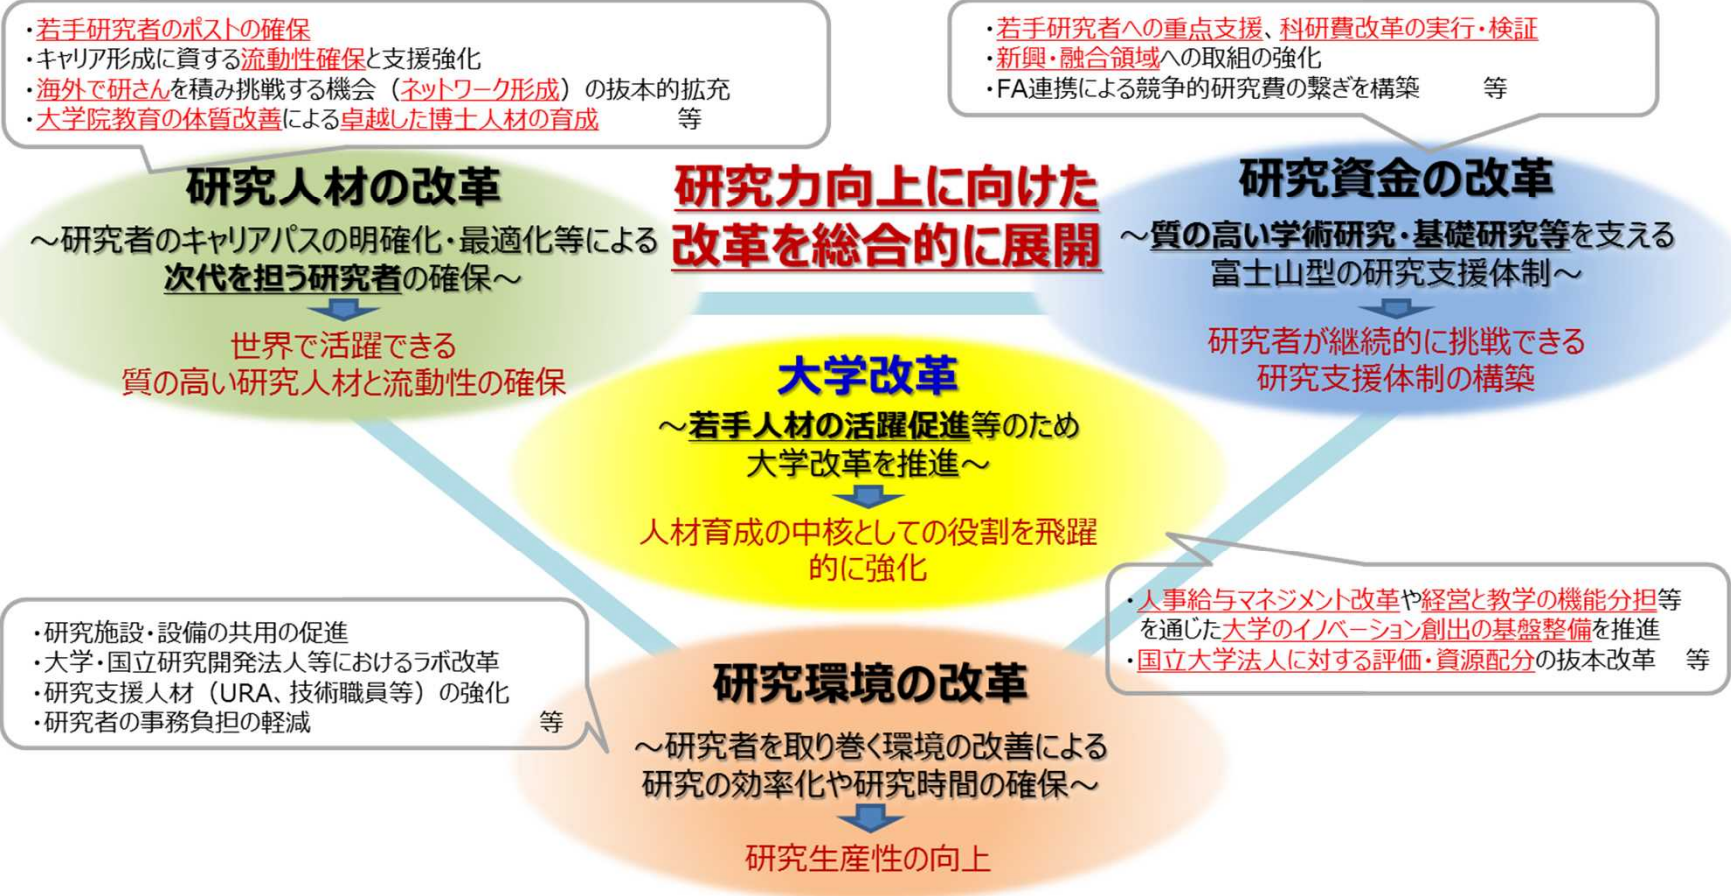 ・若手研究者のポストの確保
・キャリア形成に資する流動性確保と支援強化
・海外で研さんを積み挑戦する機会（ネットワーク形成）の抜本的拡充
・大学院教育の体質改善による卓越した博士人材の育成　等
・若手研究者への重点支援、科研費改革の実行・検証
・新興・融合領域への取組の強化
・FA連携による競争的研究費の繋ぎを構築　等
研究人材の改革
～研究者のキャリアパスの明確化・最適化等による
次代を担う研究者の確保～
世界で活躍できる
質の高い研究人材と流動性の確保
研究力向上に向けた
改革を総合的に展開
研究資金の改革
～質の高い学術研究・基礎研究等を支える
富士山型の研究支援体制～
研究者が継続的に挑戦できる
研究支援体制の構築
大学改革
～若手人材の活躍促進等のため
大学改革を推進～
人材育成の中核としての役割を飛躍
的に強化
・人事給与マネジメント改革や経営と教学の機能分担等
を通じた大学のイノベーション創出の基盤整備を推進
・国立大学法人に対する評価・資源配分の抜本改革　等
・研究施設・設備の共用の促進
・大学・国立研究開発法人等におけるラボ改革
・研究支援人材（URA、技術職員等）の強化
・研究者の事務負担の軽減　等
研究環境の改革
～研究者を取り巻く環境の改善による
研究の効率化や研究時間の確保～
研究生産性の向上